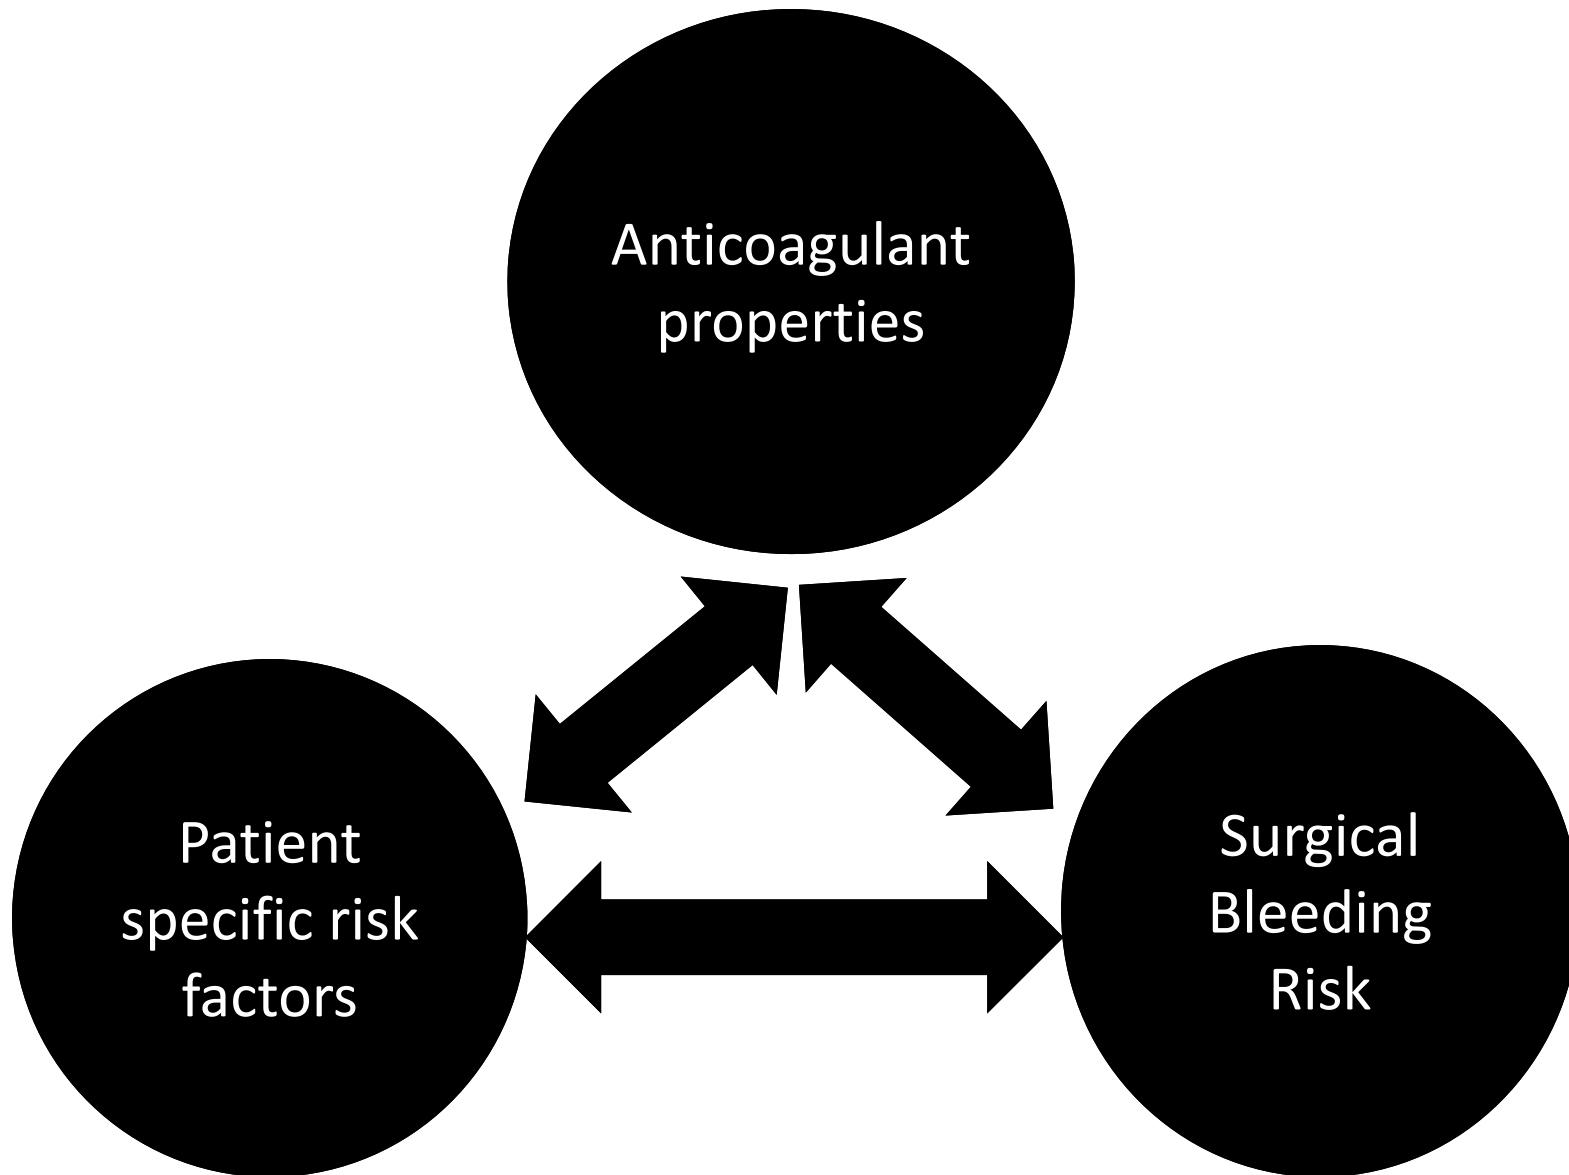 Anticoagulant
properties
Patient
specific risk
factors
Surgical
Bleeding
Risk